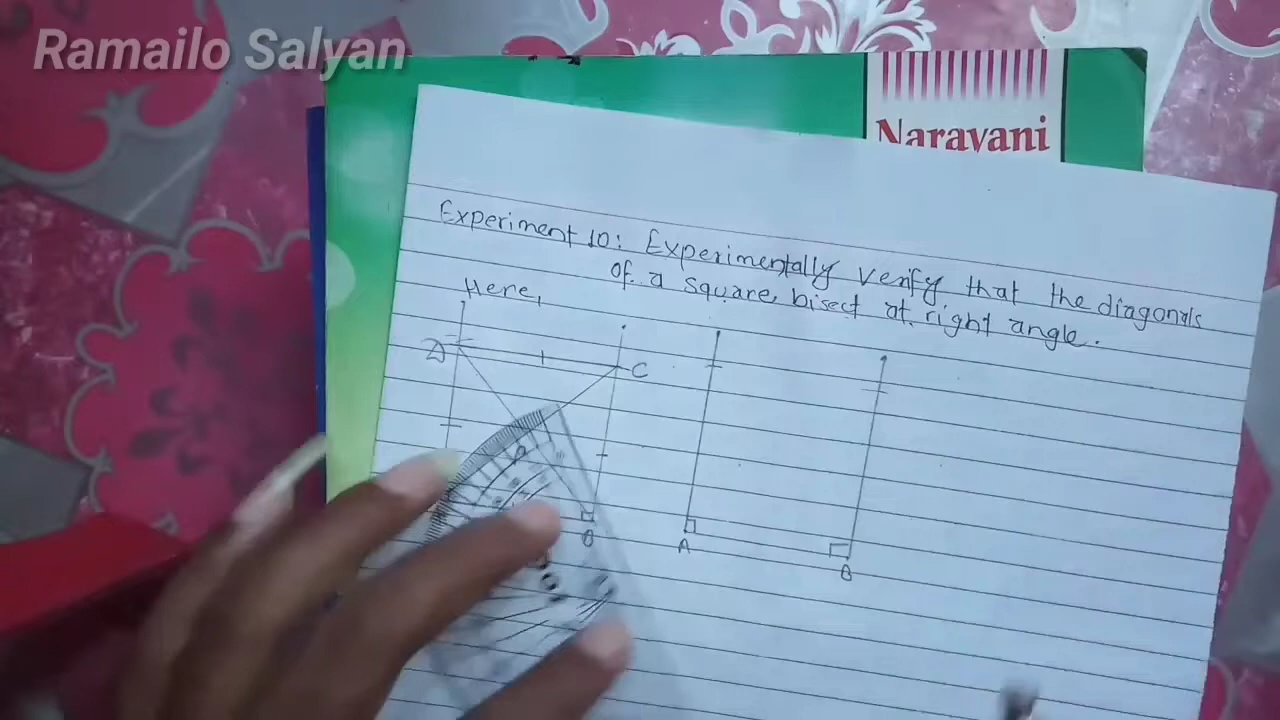 Ramailo Salyan
Narayani
Experiment 10: Experimentally verify that the diagonals
of a square bisect at right angle.
Here,
D
C
O
B
A
B